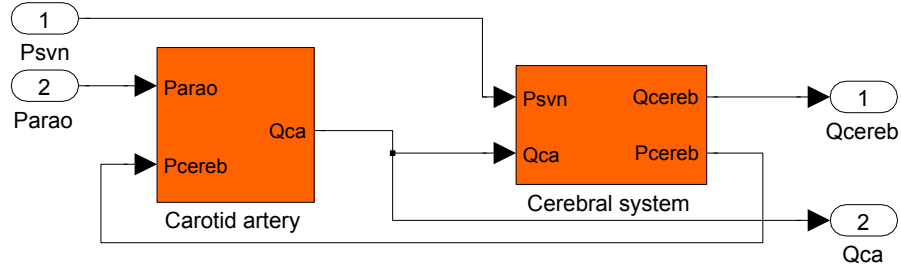 1
Psvn
2
Parao
Parao
Pcereb
Qca
Carotid artery
Psvn
Qca
Qcereb
Pcereb
Cerebral system
1
Qcereb
2
Qca